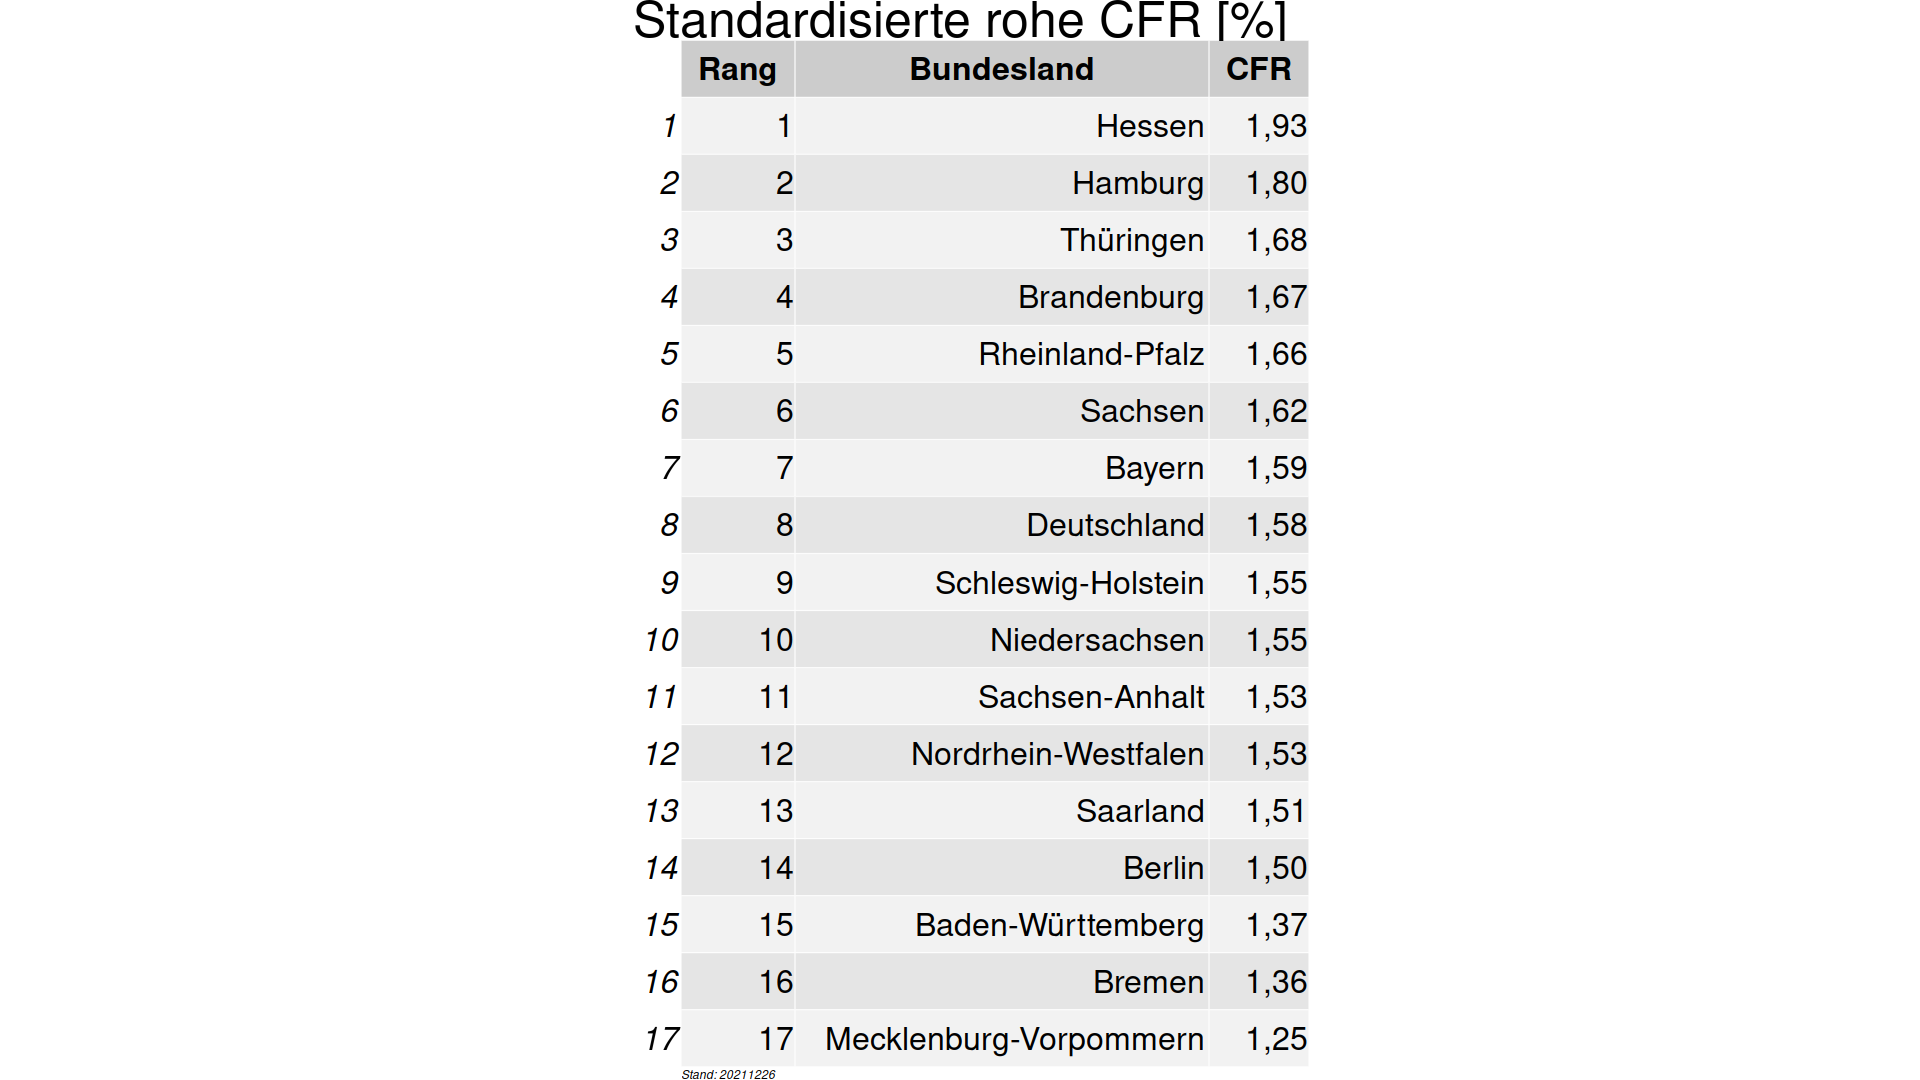 Standardisierte rohe CFR [%]
Rang Bundesland CFR
1 1 Hessen 1,93
2 2 Hamburg 1,80
3 3 Thüringen 1,68
4 4 Brandenburg 1,67
5 5 Rheinland-Pfalz 1,66
6 6 Sachsen 1,62
7 7 Bayern 1,59
8 8 Deutschland 1,58
9 9 Schleswig-Holstein 1,55
10 10 Niedersachsen 1,55
11 11 Sachsen-Anhalt 1,53
12 12 Nordrhein-Westfalen 1,53
13 13 Saarland 1,51
14 14 Berlin 1,50
15 15 Baden-Württemberg 1,37
16 16 Bremen 1,36
17 17 Mecklenburg-Vorpommern 1,25
Stand: 20211226